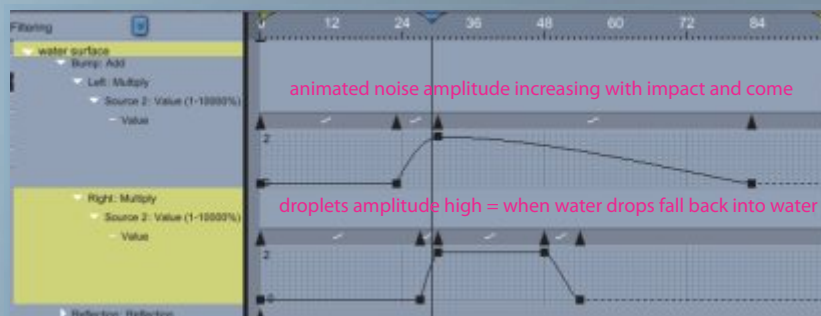 Filtering
0 12 24 36 48 60 72 84
water surface
Bump: Add
Left: Multiply
Source 2: Value (1-10000%)
Value
animated noise amplitude increasing with impact and come
2
0
Right: Multiply
Source 2: Value (1-10000%)
Value
droplets amplitude high = when water drops fall back into water
2
0
Reflection: Reflection